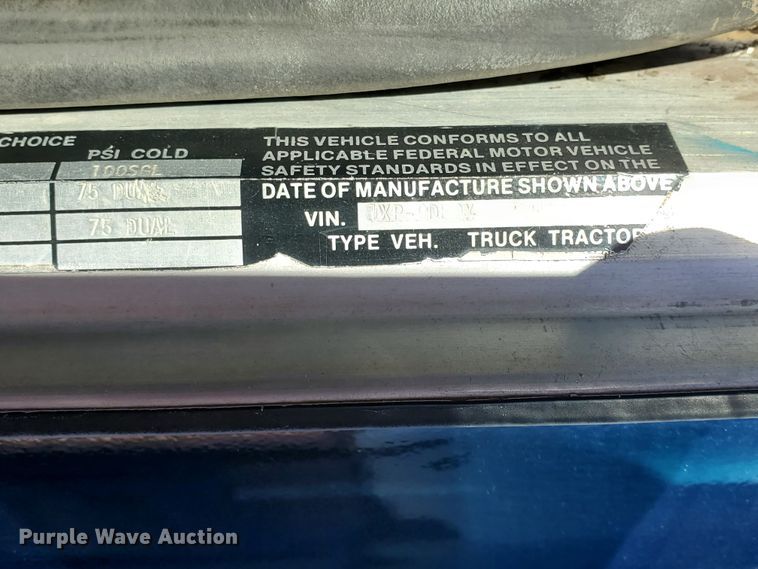 CHOICE
PSI COLD
100SGL
75 DUAL
75 DUAL
THIS VEHICLE CONFORMS TO ALL
APPLICABLE FEDERAL MOTOR VEHICLE
SAFETY STANDARDS IN EFFECT ON THE
DATE OF MANUFACTURE SHOWN ABOVE
VIN.
TYPE VEH. TRUCK TRACTOR
Purple Wave Auction